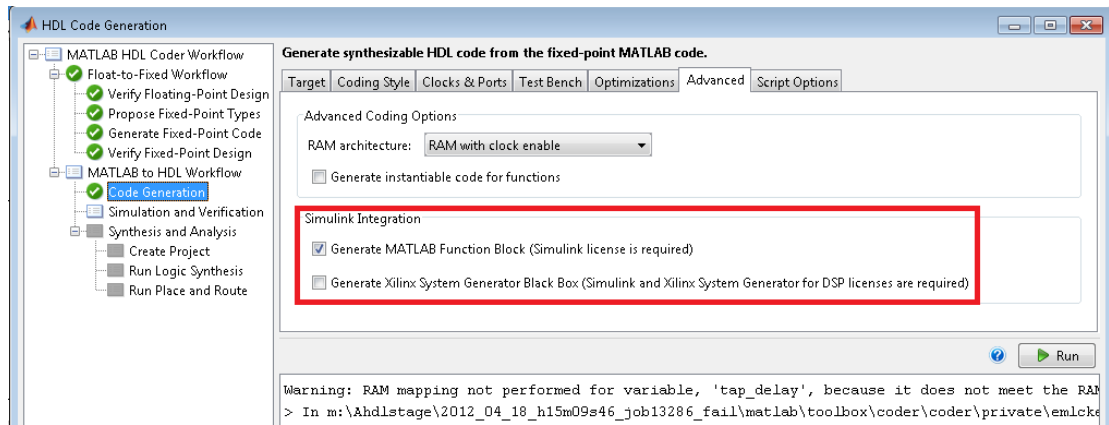 HDL Code Generation
MATLAB HDL Coder Workflow
Float-to-Fixed Workflow
Verify Floating-Point Design
Propose Fixed-Point Types
Generate Fixed-Point Code
Verify Fixed-Point Design
MATLAB to HDL Workflow
Code Generation
Simulation and Verification
Synthesis and Analysis
Create Project
Run Logic Synthesis
Run Place and Route
Generate synthesizable HDL code from the fixed-point MATLAB code.
Target Coding Style Clocks & Ports Test Bench Optimizations Advanced Script Options
Advanced Coding Options
RAM architecture: RAM with clock enable
Generate instantiable code for functions
Simulink Integration
Generate MATLAB Function Block (Simulink license is required)
Generate Xilinx System Generator Black Box (Simulink and Xilinx System Generator for DSP licenses are required)
Run
Warning: RAM mapping not performed for variable, 'tap_delay', because it does not meet the RAM
> In m:\Ahdlstage\2012_04_18_h15m09s46_job13286_fail\matlab\toolbox\coder\coder\private\emlcke